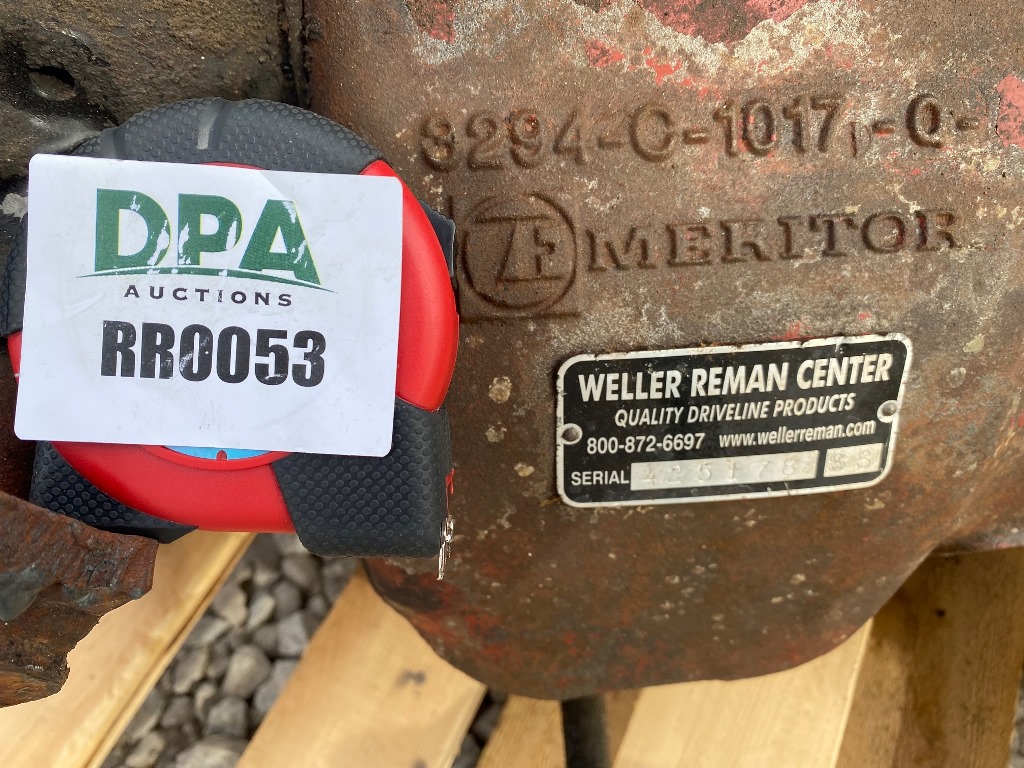 DPA
AUCTIONS
RR0053
3294-C-1017-Q-
ZF MERITOR
WELLER REMAN CENTER
QUALITY DRIVELINE PRODUCTS
800-872-6697 www.wellerreman.com
SERIAL